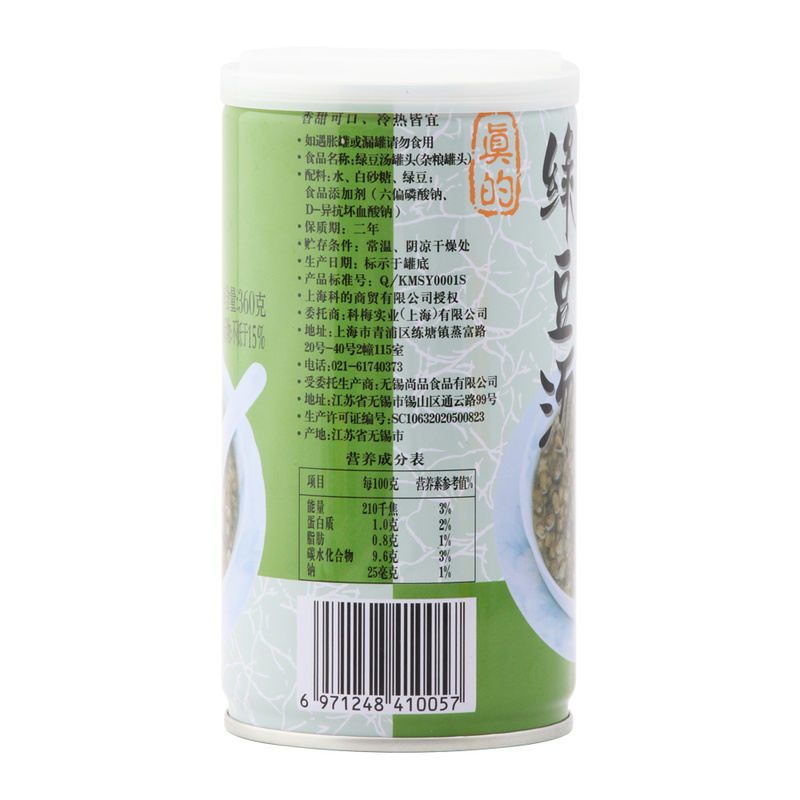 香甜可口、冷热皆宜
•如遇胀罐或漏罐请勿食用
•食品名称:绿豆汤罐头(杂粮罐头)
•配料:水、白砂糖、绿豆;
食品添加剂(六偏磷酸钠、
D-异抗坏血酸钠)
•保质期:二年
•贮存条件:常温、阴凉干燥处
•生产日期:标示于罐底
•产品标准号:Q/KMSY0001S
•上海科的商贸有限公司授权
•委托商:科梅实业(上海)有限公司
•地址:上海市青浦区练塘镇蒸富路
20号-40号2幢115室
•电话:021-61740373
•受委托生产商:无锡尚品食品有限公司
•地址:江苏省无锡市锡山区通云路99号
•生产许可证编号:SC10632020500823
•产地:江苏省无锡市
营养成分表
项目 每100克 营养素参考值%
能量 210千焦 3%
蛋白质 1.0克 2%
脂肪 0.8克 1%
碳水化合物 9.6克 3%
钠 25毫克 1%
6 971248 410057
眞的
綠豆汤
量:360克
不低于15%